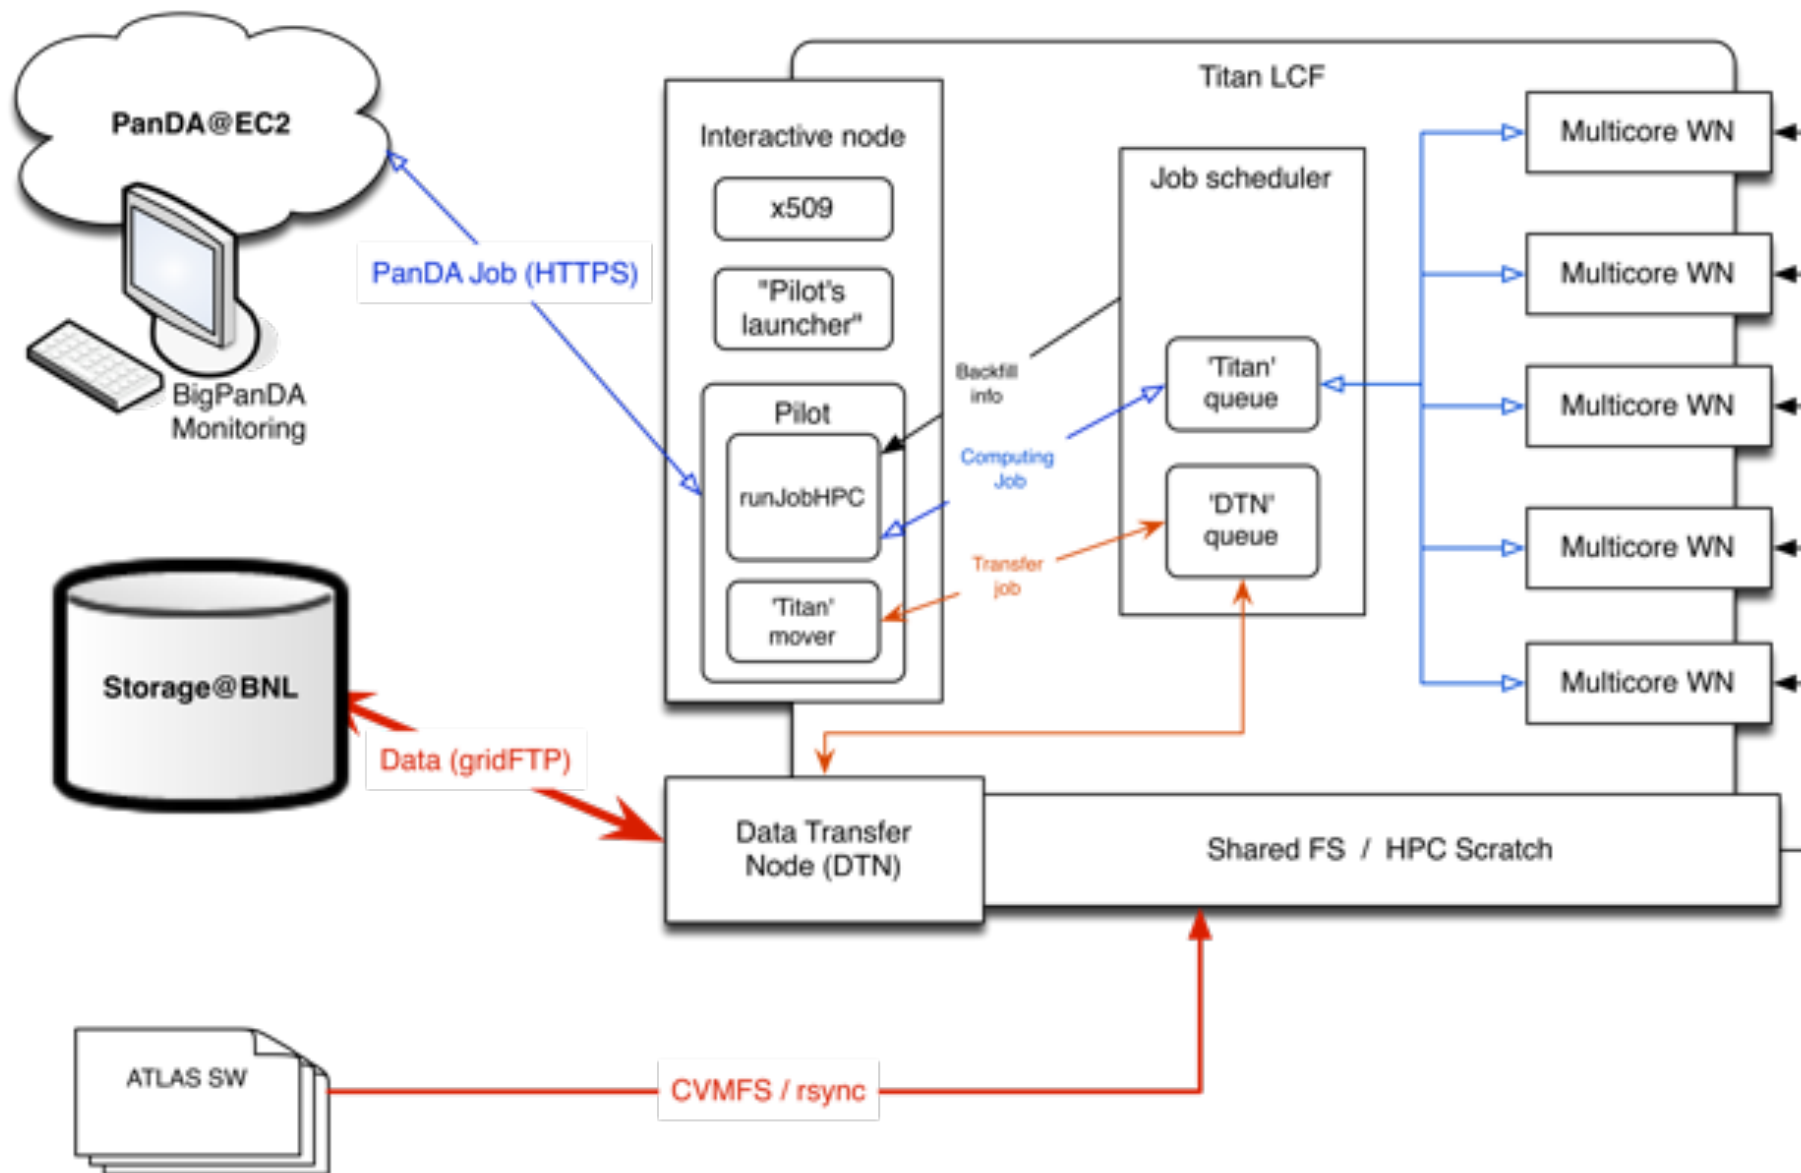 PanDA@EC2
BigPanDA
Monitoring
PanDA Job (HTTPS)
Storage@BNL
Data (gridFTP)
ATLAS SW
CVMFS / rsync
Titan LCF
Interactive node
x509
"Pilot's
launcher"
Pilot
runJobHPC
'Titan'
mover
Backfill
info
Computing
Job
Transfer
job
Job scheduler
'Titan'
queue
'DTN'
queue
Multicore WN
Multicore WN
Multicore WN
Multicore WN
Multicore WN
Data Transfer
Node (DTN)
Shared FS / HPC Scratch